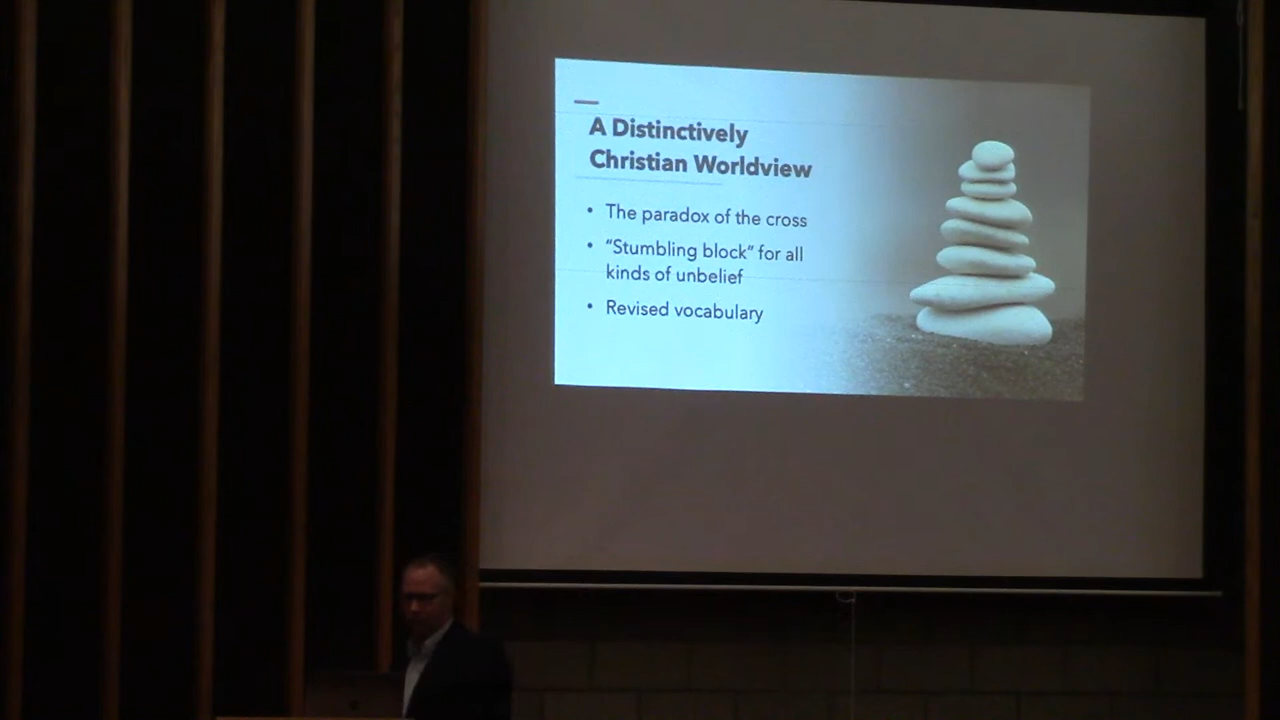 A Distinctively
Christian Worldview
• The paradox of the cross
• “Stumbling block” for all
kinds of unbelief
• Revised vocabulary